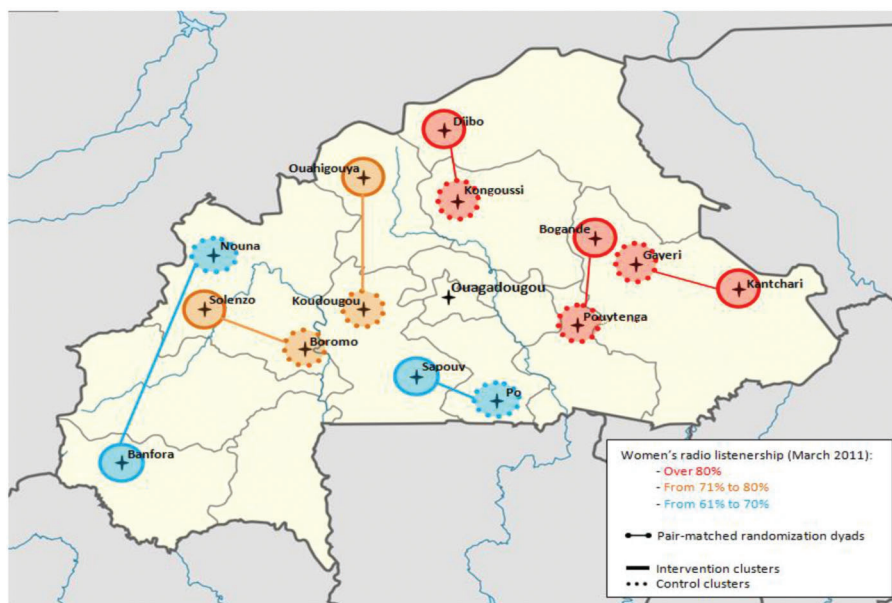 Djibo
Ouahigouya
Kongoussi
Bogande
Nouna
Gayeri
Ouagadougou
Kantchari
Solenzo
Koudougou
Pouytenga
Boromo
Sapouy
Po
Banfora
Women's radio listenership (March 2011):
- Over 80%
- From 71% to 80%
- From 61% to 70%
Pair-matched randomization dyads
Intervention clusters
Control clusters